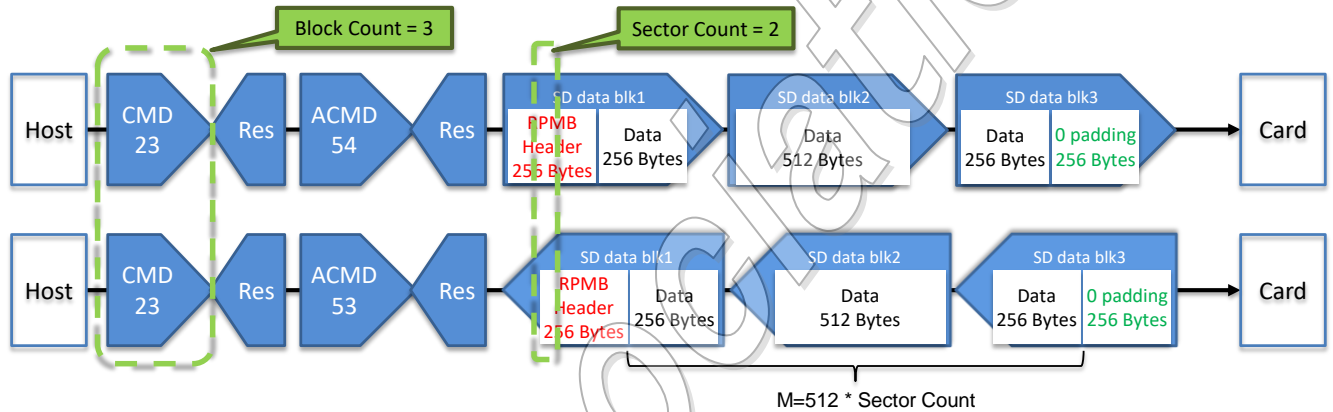 Block Count = 3
Sector Count = 2
Host
CMD
23
Res
ACMD
54
Res
SD data blk1
RPMB
Header
256 Bytes
Data
256 Bytes
SD data blk2
Data
512 Bytes
SD data blk3
Data
256 Bytes
0 padding
256 Bytes
Card
Host
CMD
23
Res
ACMD
53
Res
SD data blk1
RPMB
Header
256 Bytes
Data
256 Bytes
SD data blk2
Data
512 Bytes
SD data blk3
Data
256 Bytes
0 padding
256 Bytes
Card
M=512 * Sector Count